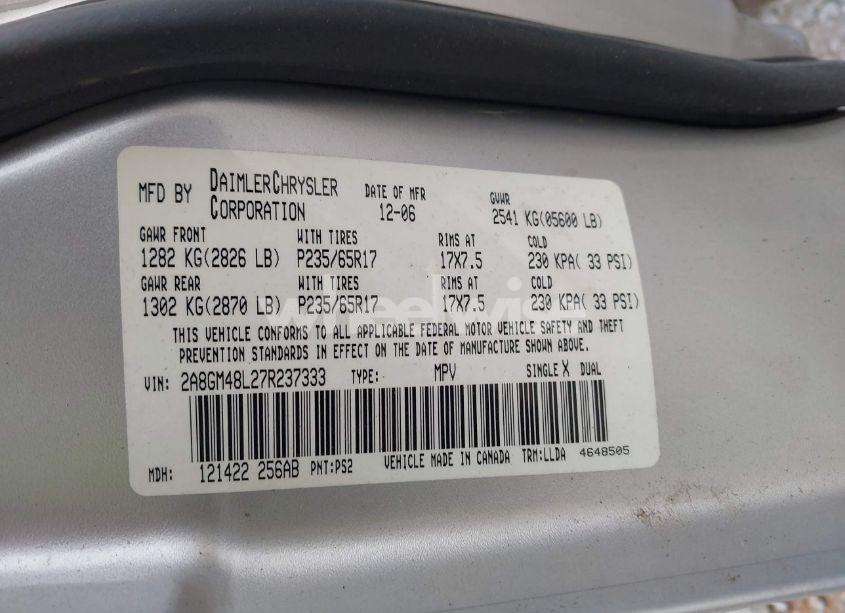 MFD BY DAIMLERCHRYSLER CORPORATION DATE OF MFR 12-06 GVWR 2541 KG(05600 LB)
GAWR FRONT WITH TIRES RIMS AT COLD
1282 KG(2826 LB) P235/65R17 17X7.5 230 KPA( 33 PSI)
GAWR REAR WITH TIRES RIMS AT COLD
1302 KG(2870 LB) P235/65R17 17X7.5 230 KPA( 33 PSI)
THIS VEHICLE CONFORMS TO ALL APPLICABLE FEDERAL MOTOR VEHICLE SAFETY AND THEFT
PREVENTION STANDARDS IN EFFECT ON THE DATE OF MANUFACTURE SHOWN ABOVE.
VIN: 2A8GM48L27R237333 TYPE: MPV SINGLE X DUAL
MDH: 121422 256AB PNT:PS2 VEHICLE MADE IN CANADA TRM:LLDA 4648505